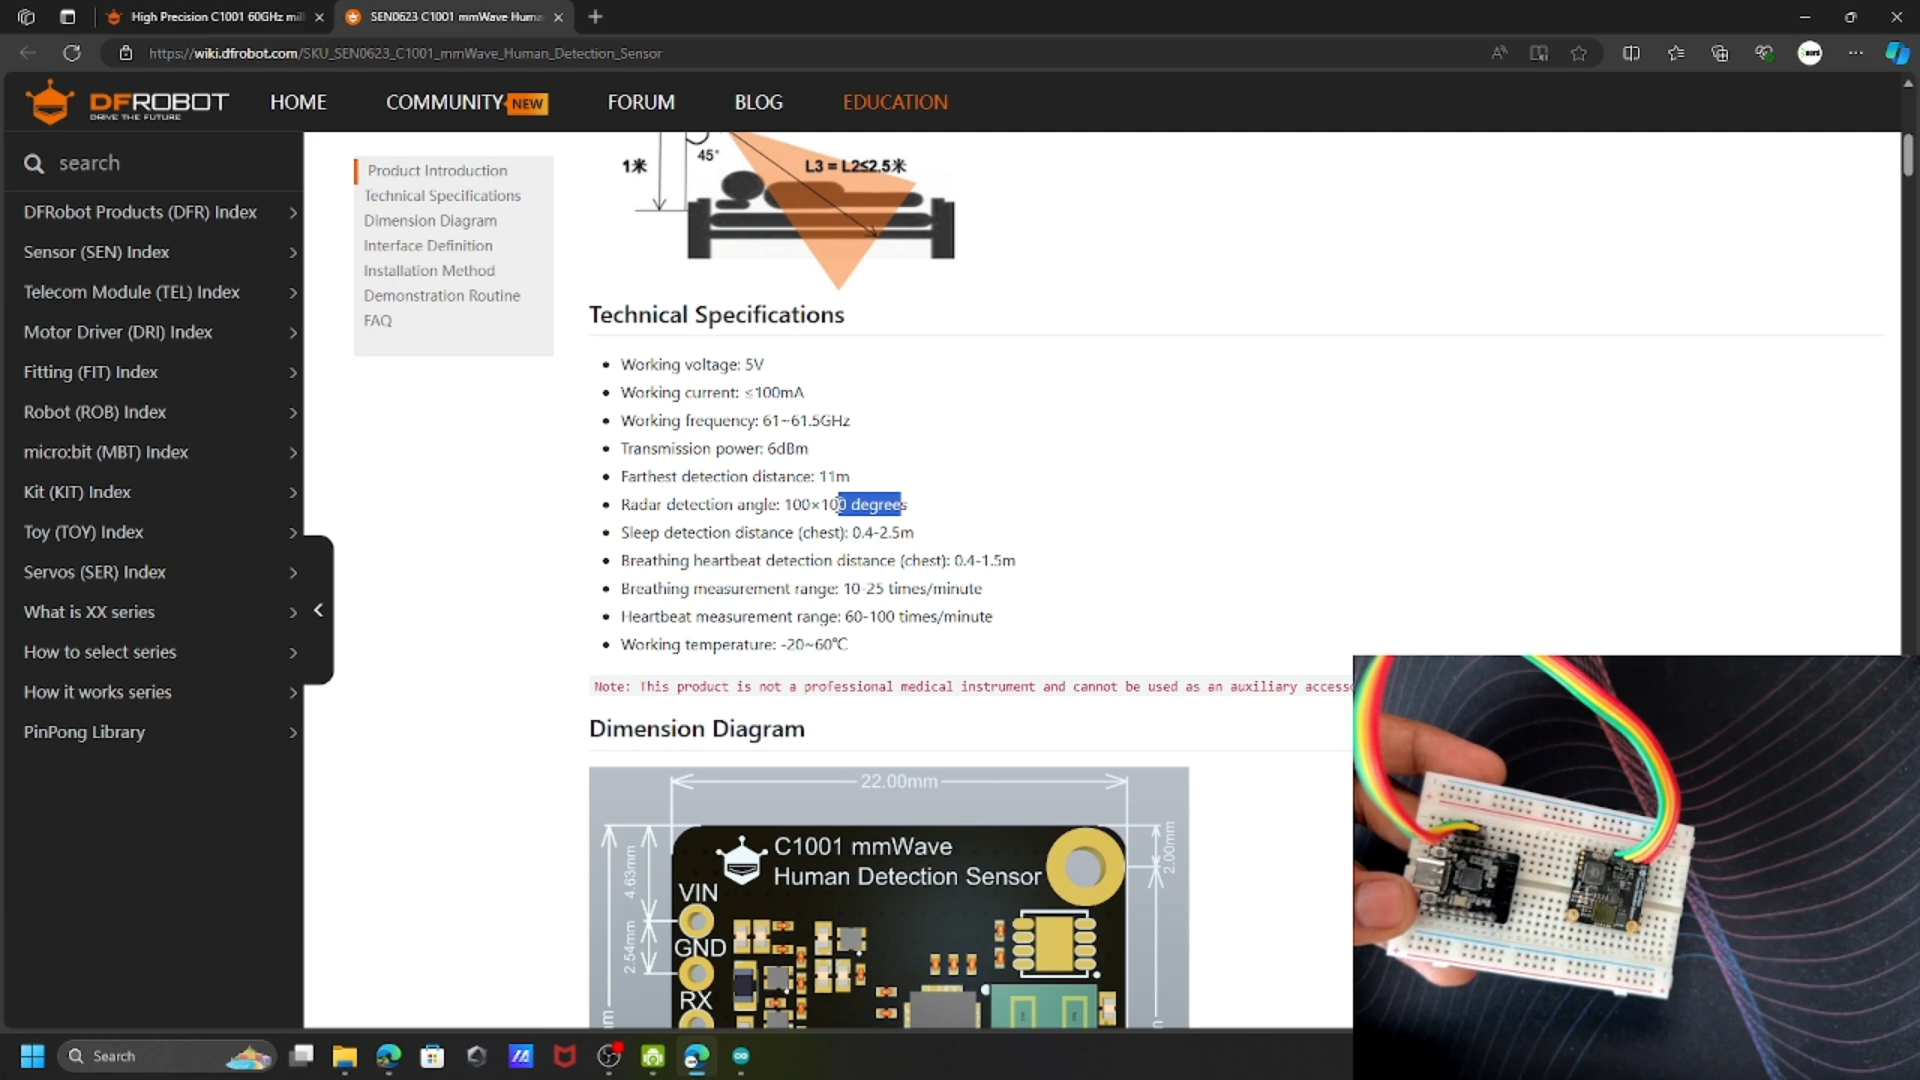 High Precision C1001 60GHz mil
SEN0623 C1001 mmWave Huma
https://wiki.dfrobot.com/SKU_SEN0623_C1001_mmWave_Human_Detection_Sensor
DFROBOT
DRIVE THE FUTURE
HOME
COMMUNITY NEW
FORUM
BLOG
EDUCATION
search
DFRobot Products (DFR) Index
Sensor (SEN) Index
Telecom Module (TEL) Index
Motor Driver (DRI) Index
Fitting (FIT) Index
Robot (ROB) Index
micro:bit (MBT) Index
Kit (KIT) Index
Toy (TOY) Index
Servos (SER) Index
What is XX series
How to select series
How it works series
PinPong Library
Product Introduction
Technical Specifications
Dimension Diagram
Interface Definition
Installation Method
Demonstration Routine
FAQ
1米
45°
L3 = L2≤2.5米
Technical Specifications
Working voltage: 5V
Working current: ≤100mA
Working frequency: 61~61.5GHz
Transmission power: 6dBm
Farthest detection distance: 11m
Radar detection angle: 100×100 degrees
Sleep detection distance (chest): 0.4-2.5m
Breathing heartbeat detection distance (chest): 0.4-1.5m
Breathing measurement range: 10-25 times/minute
Heartbeat measurement range: 60-100 times/minute
Working temperature: -20~60℃
Note: This product is not a professional medical instrument and cannot be used as an auxiliary accesso
Dimension Diagram
22.00mm
C1001 mmWave
Human Detection Sensor
4.63mm
2.00mm
VIN
2.54mm
GND
RX
Search